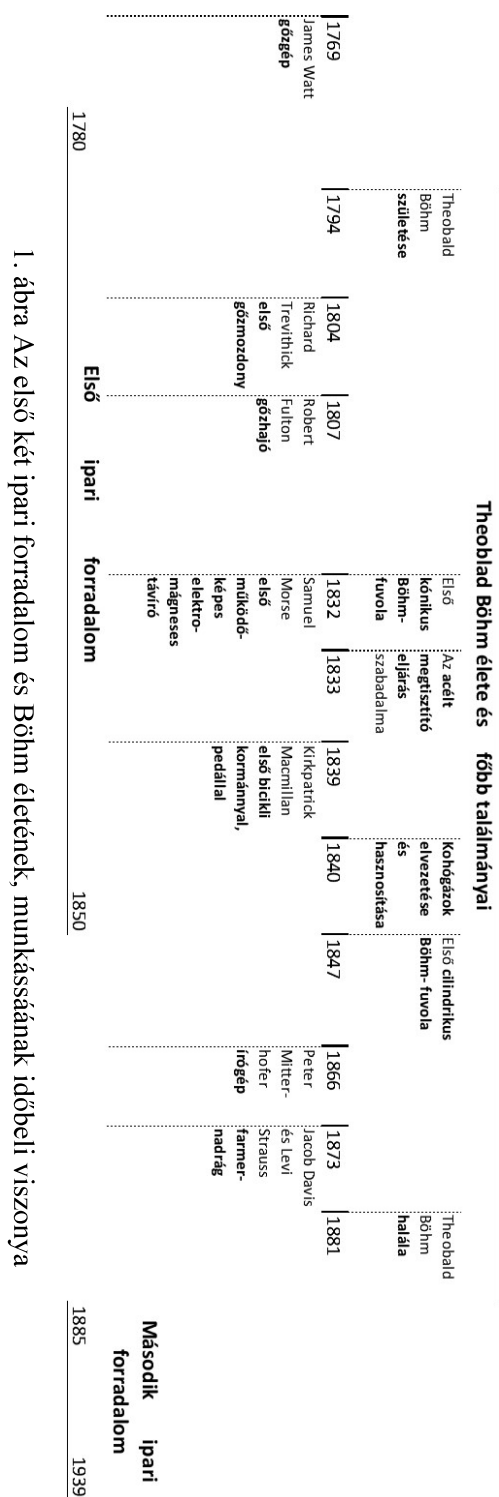 Theoblad Böhm élete és főbb találmányai
Theobald
Böhm
születése
Első
kónikus
Böhm-
fuvola
Az acélt
megtisztító
eljárás
szabadalma
Kohógázok
elvezetése
és
hasznosítása
Első cilindrikus
Böhm- fuvola
Theobald
Böhm
halála
1769
1794
1804
1807
1832
1833
1839
1840
1847
1866
1873
1881
James Watt
gőzgép
Richard
Trevithick
első
gőzmozdony
Robert
Fulton
gőzhajó
Samuel
Morse
első
működő-
képes
elektro-
mágneses
távíró
Kirkpatrick
Macmillan
első bicikli
kormánnyal,
pedállal
Peter
Mitter-
hofer
írógép
Jacob Davis
és Levi
Strauss
farmer-
nadrág
Első ipari forradalom
Második ipari
forradalom
1780
1850
1885
1939
1. ábra Az első két ipari forradalom és Böhm életének, munkássáának időbeli viszonya